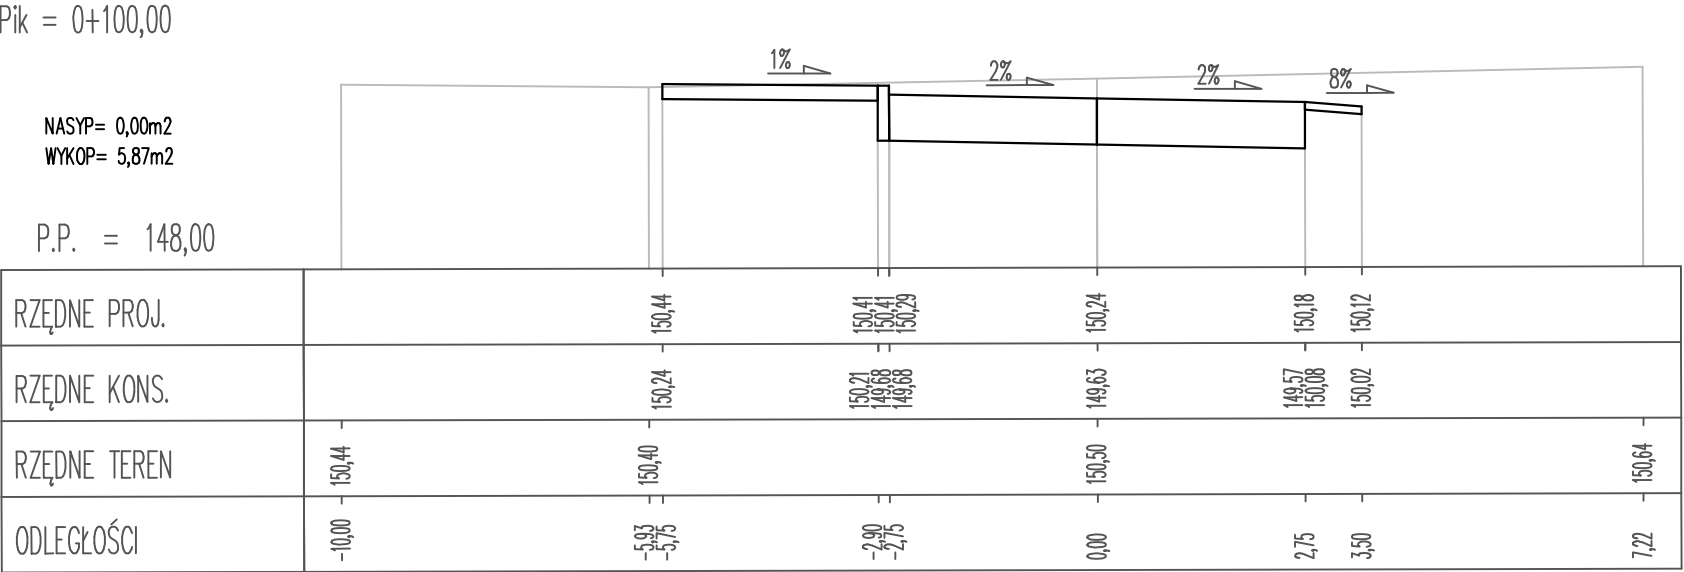 Pik = 0+100,00
1% 2% 2% 8%
NASYP= 0,00m2
WYKOP= 5,87m2
P.P. = 148,00
RZĘDNE PROJ. 150,44 150,41 150,41 150,29 150,24 150,18 150,12
RZĘDNE KONS. 150,24 150,21 149,68 149,68 149,63 149,57 150,08 150,02
RZĘDNE TEREN 150,44 150,40 150,50 150,64
ODLEGŁOŚCI -10,00 -5,93 -5,75 -2,90 -2,75 0,00 2,75 3,50 7,22